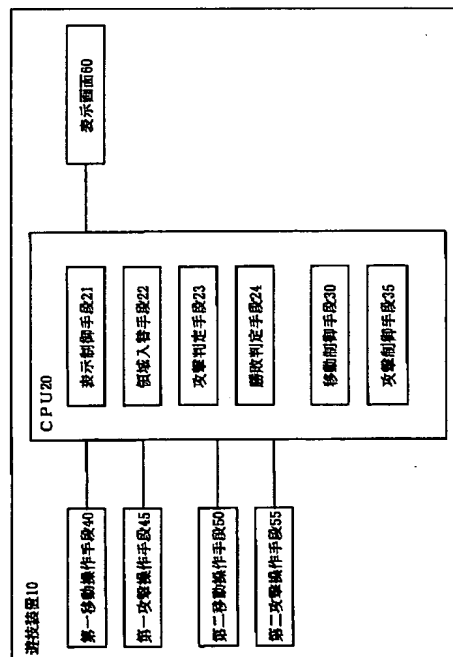 遊技装置10
第一移動操作手段40
第一攻撃操作手段45
第二移動操作手段50
第二攻撃操作手段55
CPU20
表示制御手段21
領域入替手段22
攻撃判定手段23
勝敗判定手段24
移動制御手段30
攻撃制御手段35
表示画面60